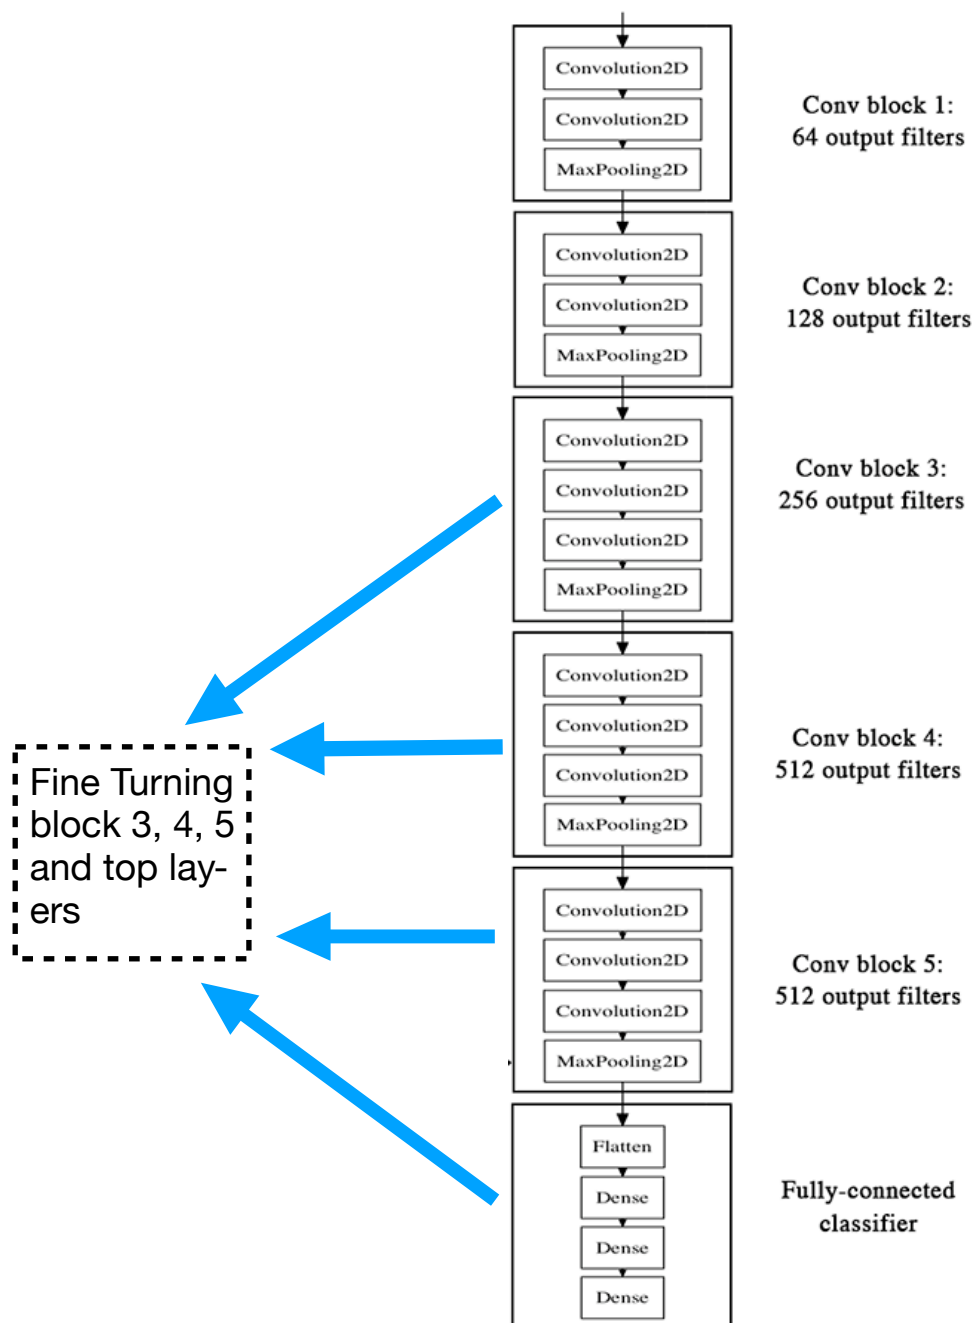 Convolution2D
Convolution2D
MaxPooling2D
Conv block 1:
64 output filters
Convolution2D
Convolution2D
MaxPooling2D
Conv block 2:
128 output filters
Convolution2D
Convolution2D
Convolution2D
MaxPooling2D
Conv block 3:
256 output filters
Convolution2D
Convolution2D
Convolution2D
MaxPooling2D
Conv block 4:
512 output filters
Fine Turning
block 3, 4, 5
and top lay-
ers
Convolution2D
Convolution2D
Convolution2D
MaxPooling2D
Conv block 5:
512 output filters
Flatten
Dense
Dense
Dense
Fully-connected
classifier